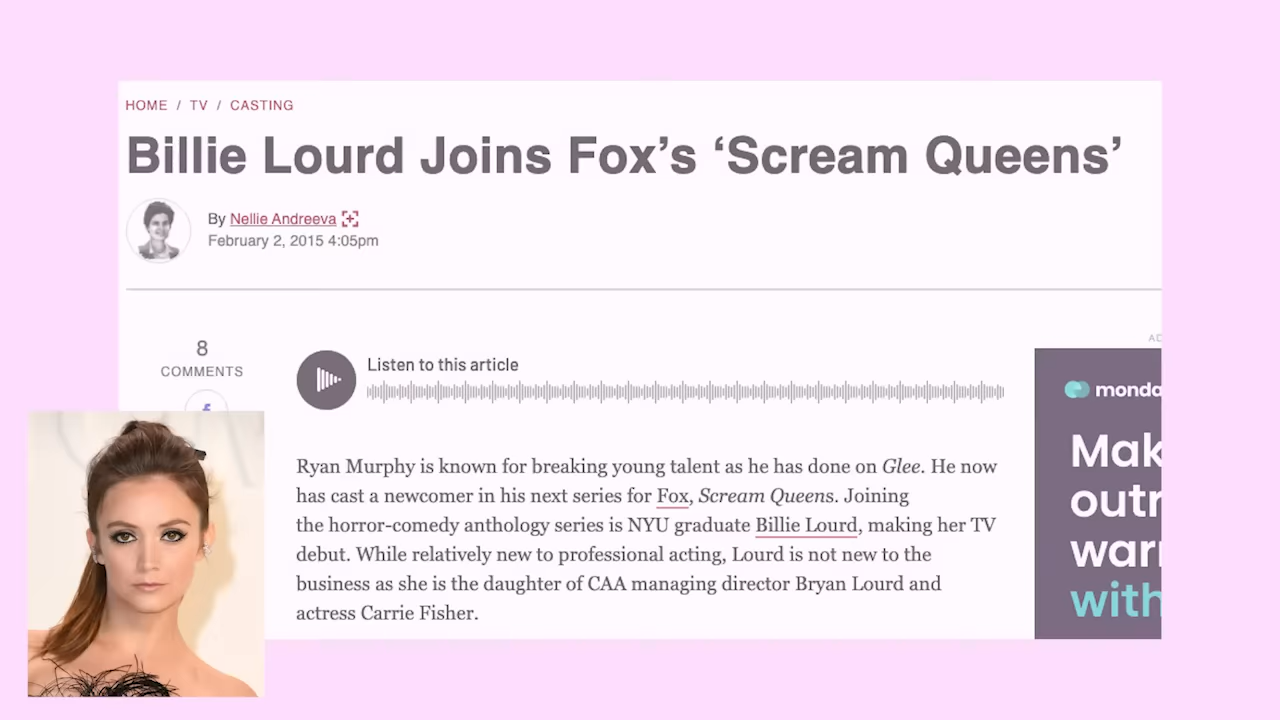 HOME / TV / CASTING
Billie Lourd Joins Fox's ‘Scream Queens’
By Nellie Andreeva
February 2, 2015 4:05pm
8
COMMENTS
Listen to this article
AD
monda
Mak
outr
warr
with
Ryan Murphy is known for breaking young talent as he has done on Glee. He now
has cast a newcomer in his next series for Fox, Scream Queens. Joining
the horror-comedy anthology series is NYU graduate Billie Lourd, making her TV
debut. While relatively new to professional acting, Lourd is not new to the
business as she is the daughter of CAA managing director Bryan Lourd and
actress Carrie Fisher.